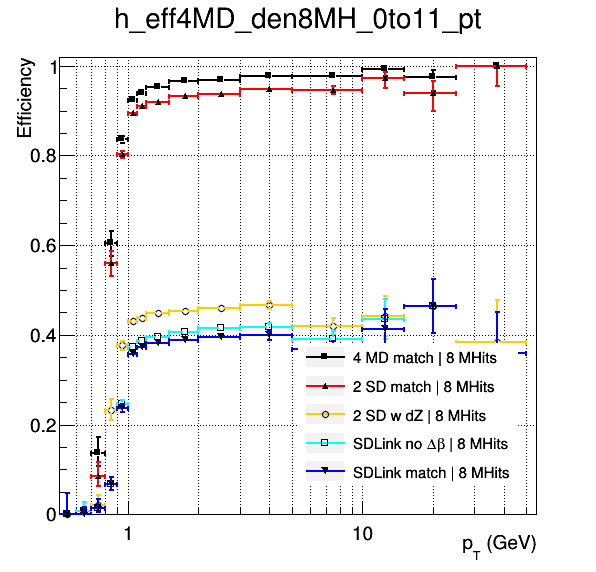 h_eff4MD_den8MH_0to11_pt
Efficiency
1
0.8
0.6
0.4
0.2
0
4 MD match | 8 MHits
2 SD match | 8 MHits
2 SD w dZ | 8 MHits
SDLink no Δβ | 8 MHits
SDLink match | 8 MHits
1
10
pT (GeV)